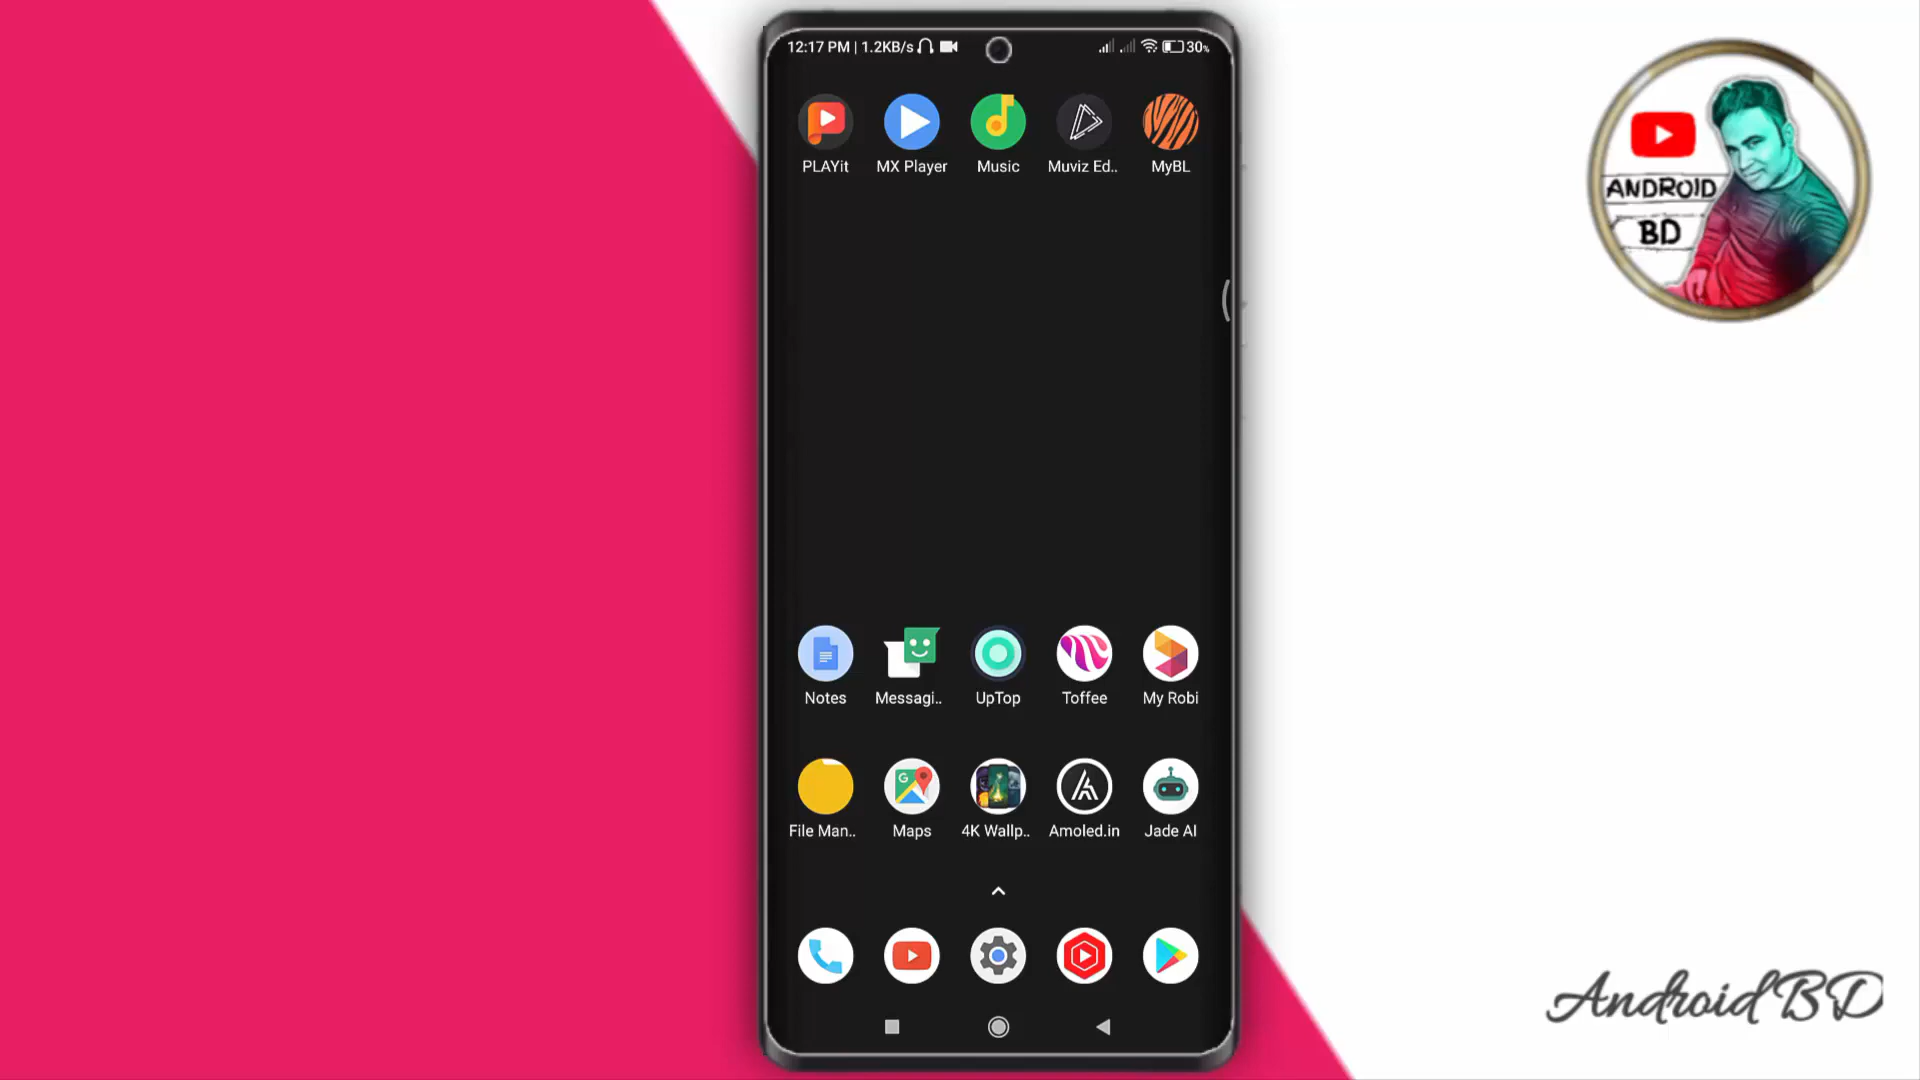 12:17 PM | 1.2KB/s 30%
PLAYit MX Player Music Muviz Ed.. MyBL
ANDROID
BD
Notes Messagi.. UpTop Toffee My Robi
File Man.. Maps 4K Wallp.. Amoled.in Jade AI
AndroidBD